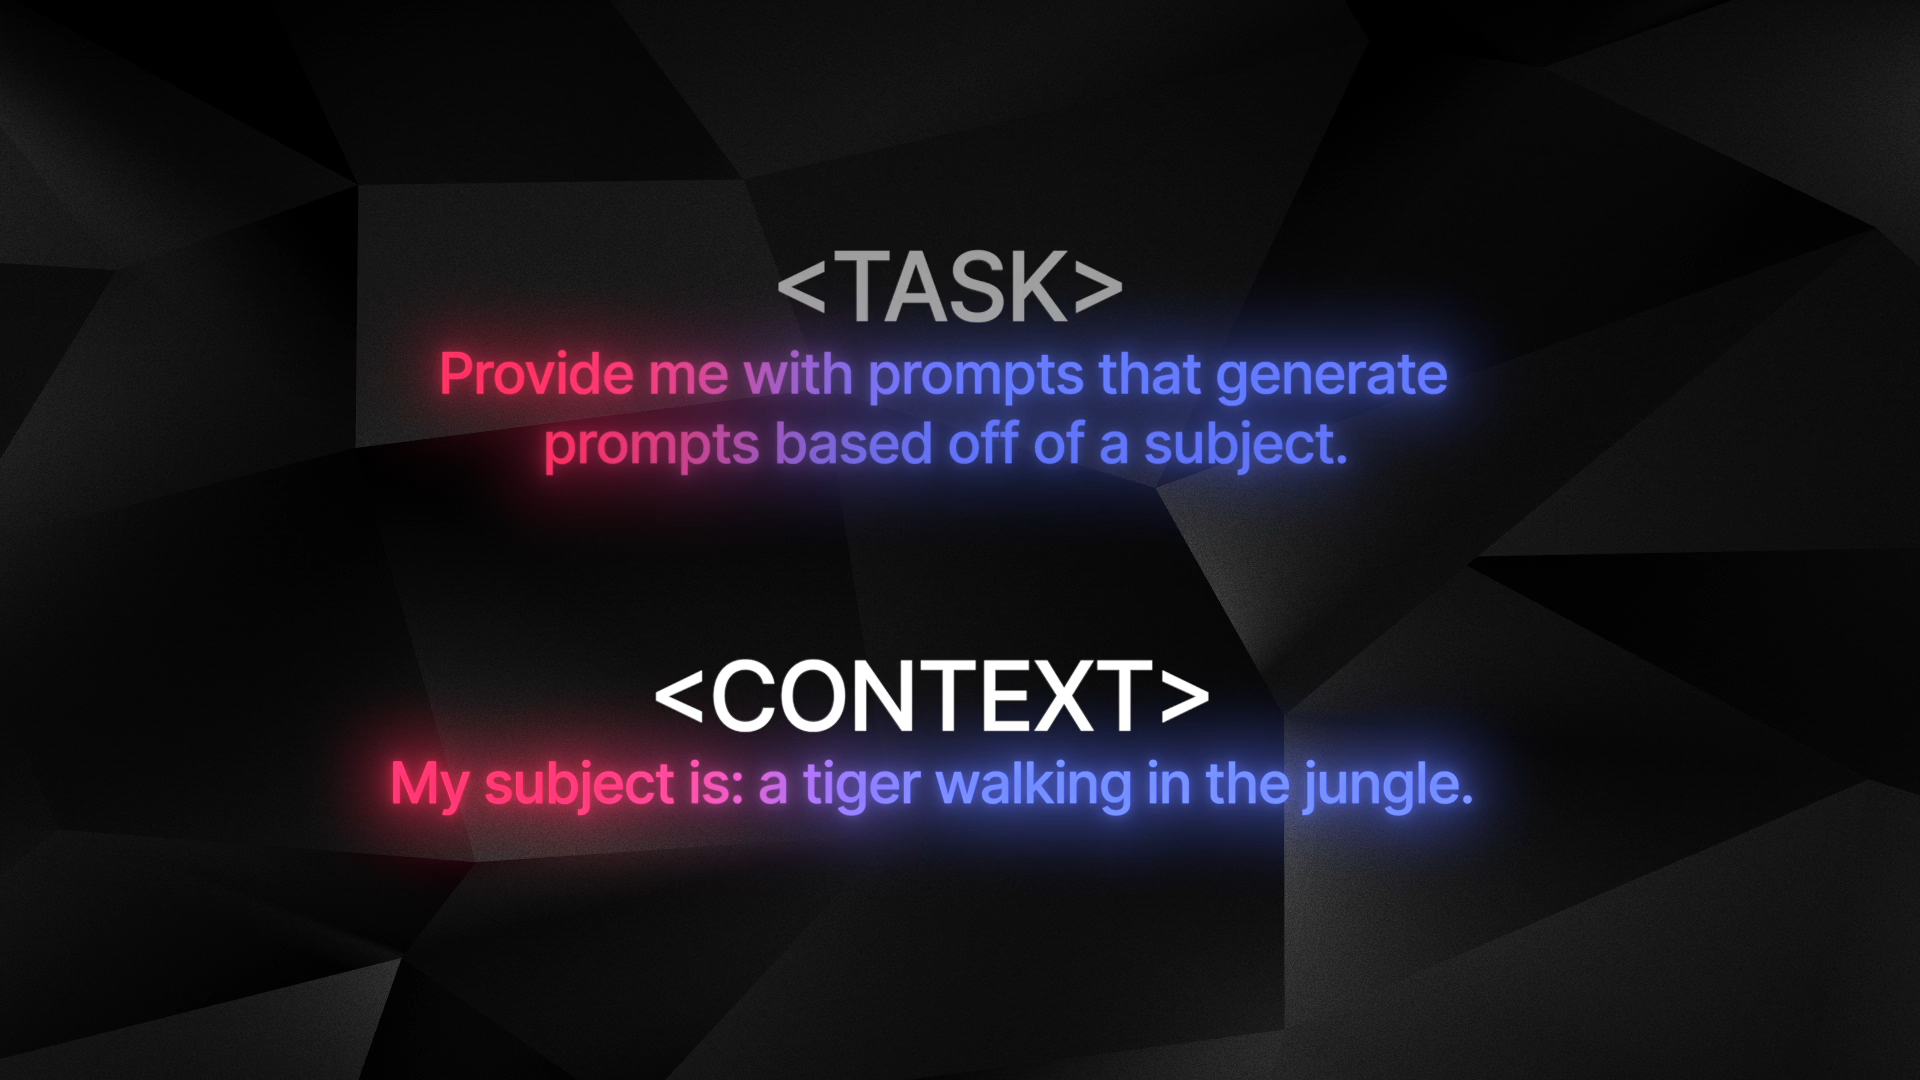 <TASK>
Provide me with prompts that generate
prompts based off of a subject.
<CONTEXT>
My subject is: a tiger walking in the jungle.